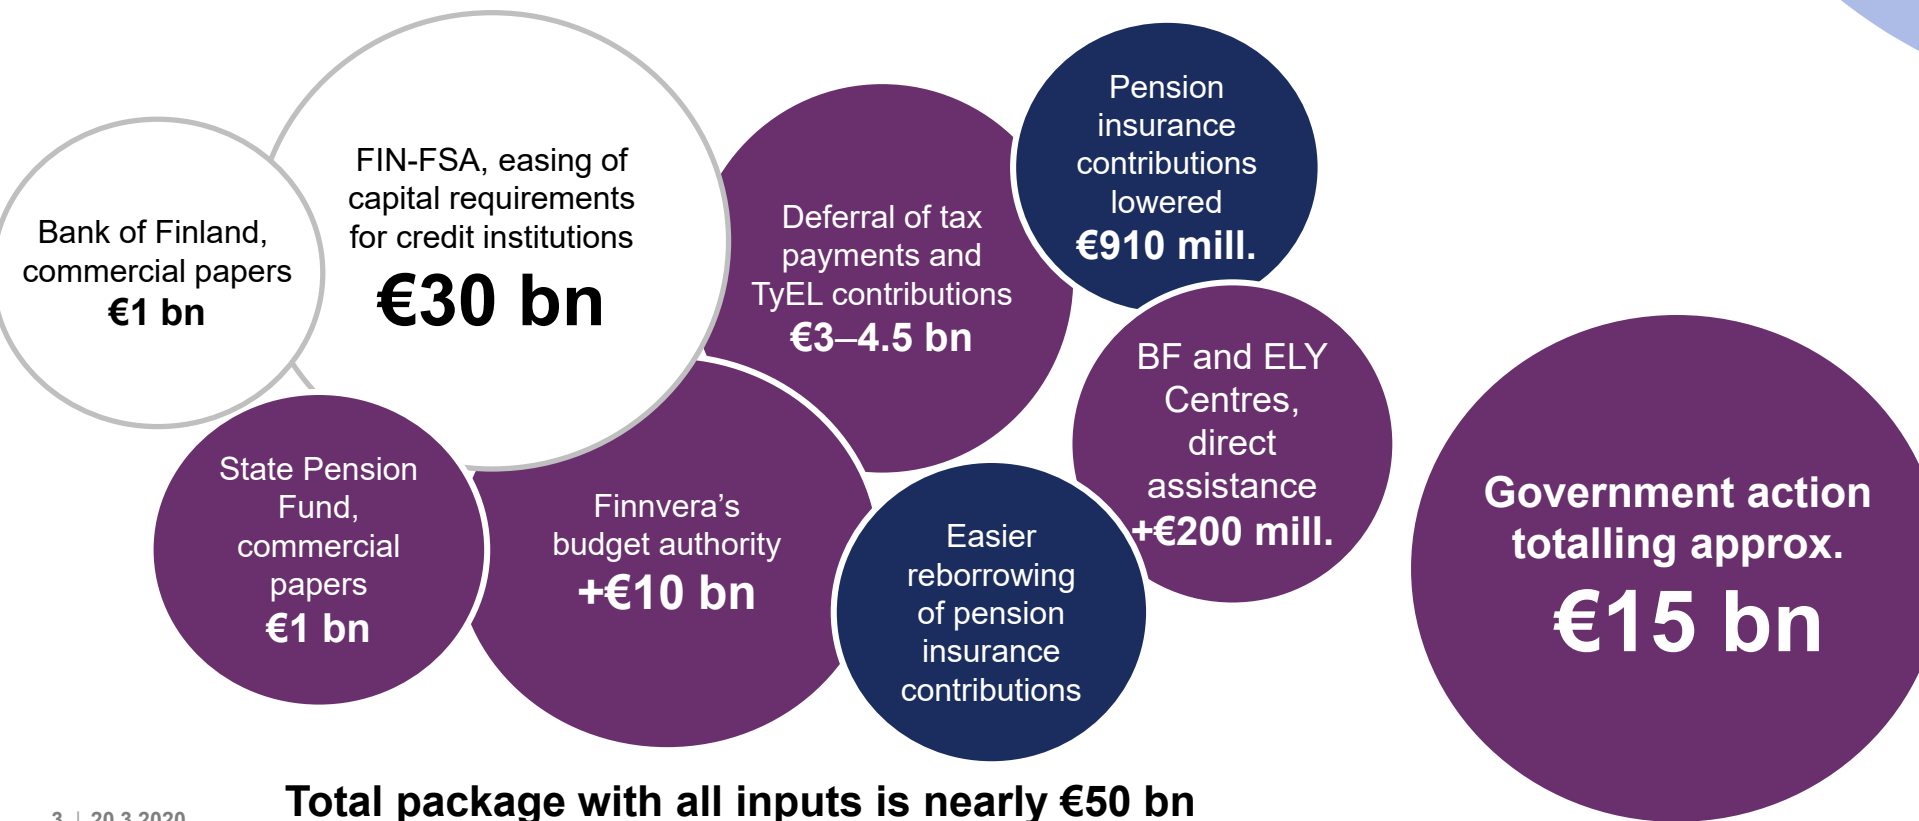 Bank of Finland,
commercial papers
€1 bn
FIN-FSA, easing of
capital requirements
for credit institutions
€30 bn
Deferral of tax
payments and
TyEL contributions
€3–4.5 bn
Pension
insurance
contributions
lowered
€910 mill.
BF and ELY
Centres,
direct
assistance
+€200 mill.
State Pension
Fund,
commercial
papers
€1 bn
Finnvera’s
budget authority
+€10 bn
Easier
reborrowing
of pension
insurance
contributions
Government action
totalling approx.
€15 bn
Total package with all inputs is nearly €50 bn
3 | 20.3.2020